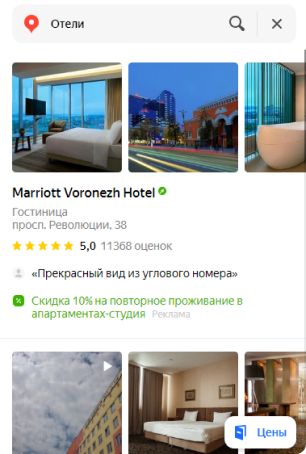 Отели
Marriott Voronezh Hotel
Гостиница
просп. Революции, 38
5,0 11368 оценок
«Прекрасный вид из углового номера»
Скидка 10% на повторное проживание в
апартаментах-студия Реклама
Цены